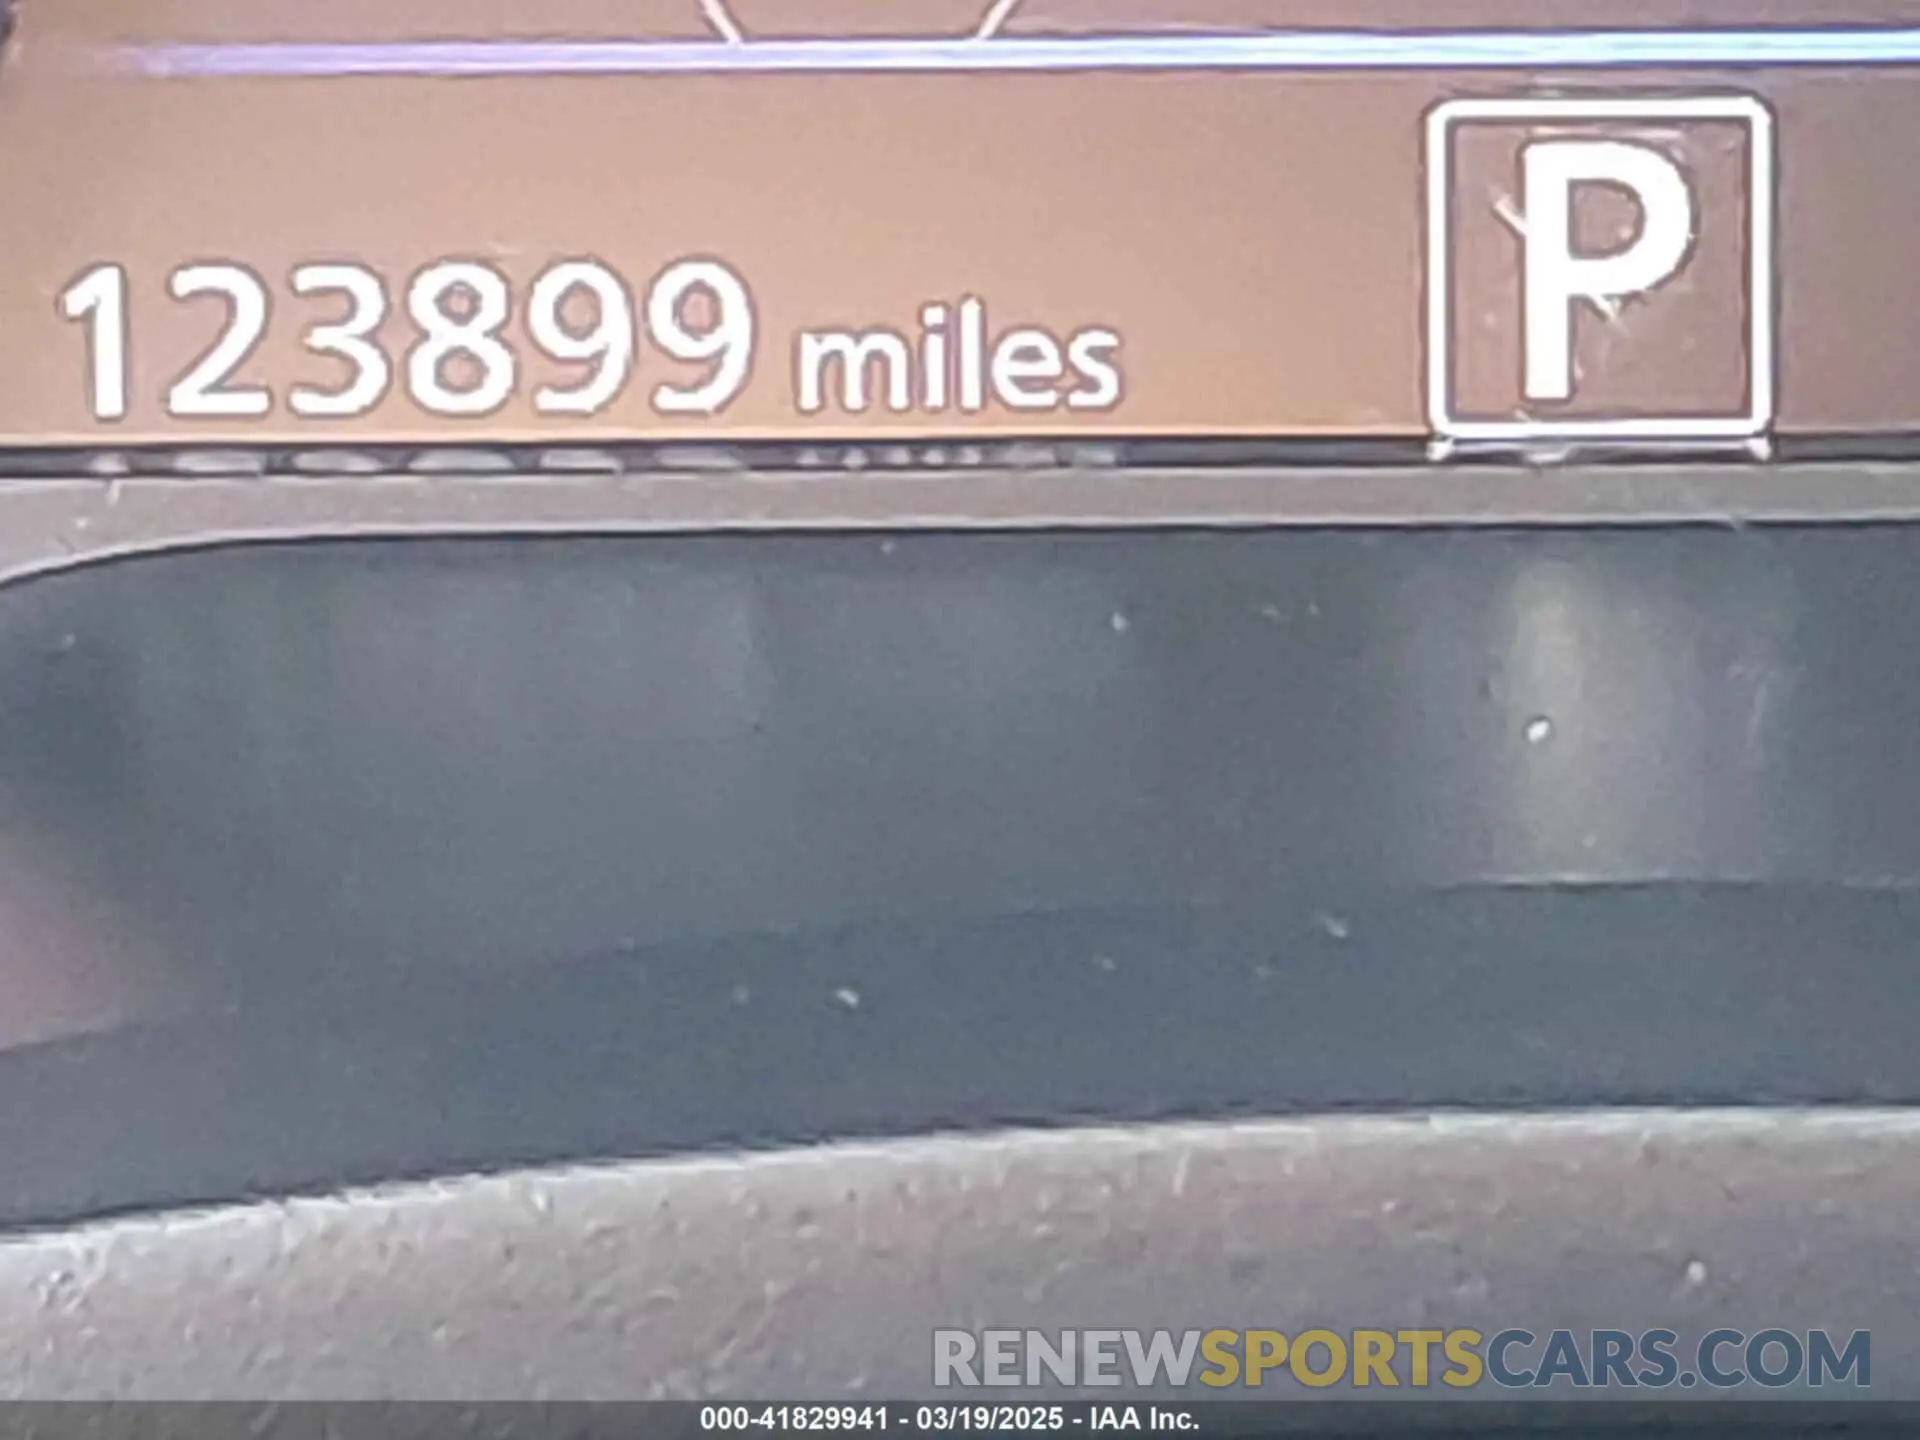 123899 miles P
RENEWSPORTSCARS.COM
000-41829941 - 03/19/2025 - IAA Inc.